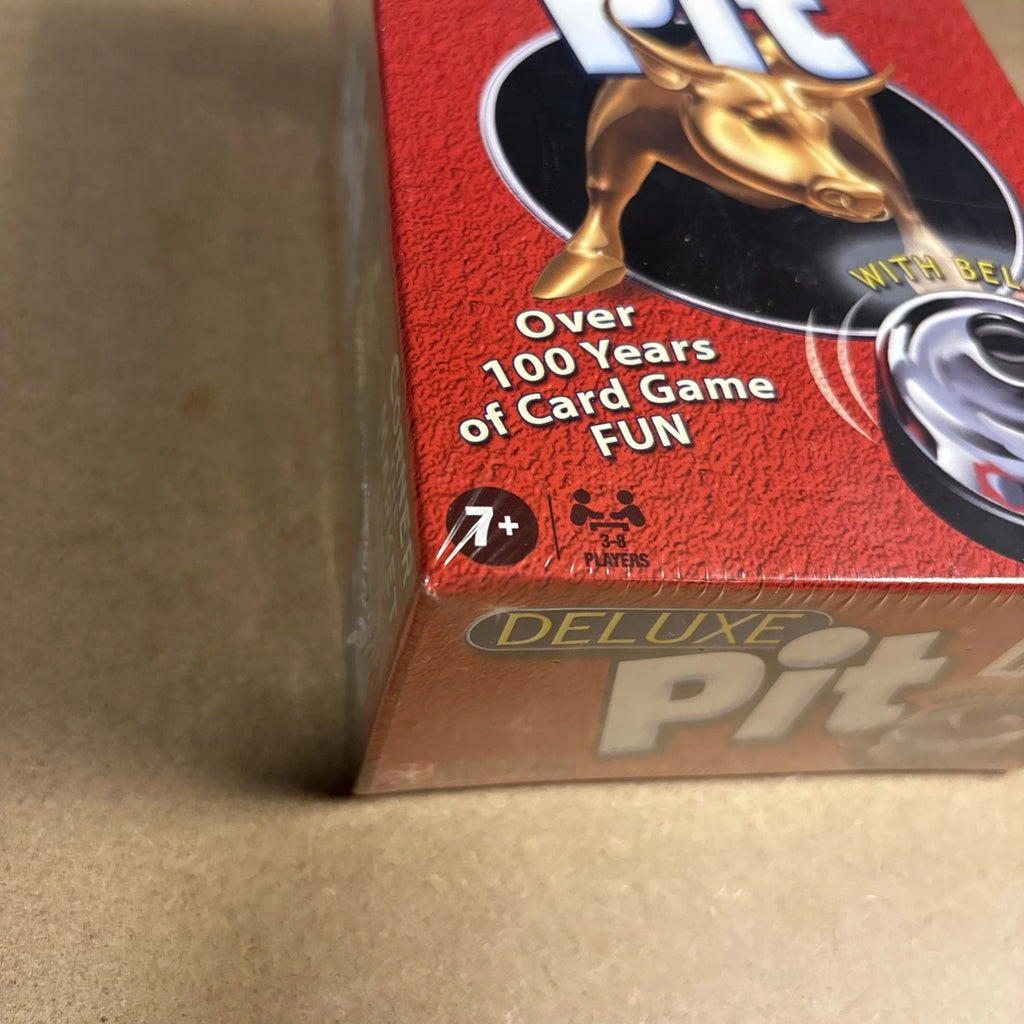 Pit
WITH BEL
Over
100 Years
of Card Game
FUN
7+
3-8
PLAYERS
DELUXE
Pit